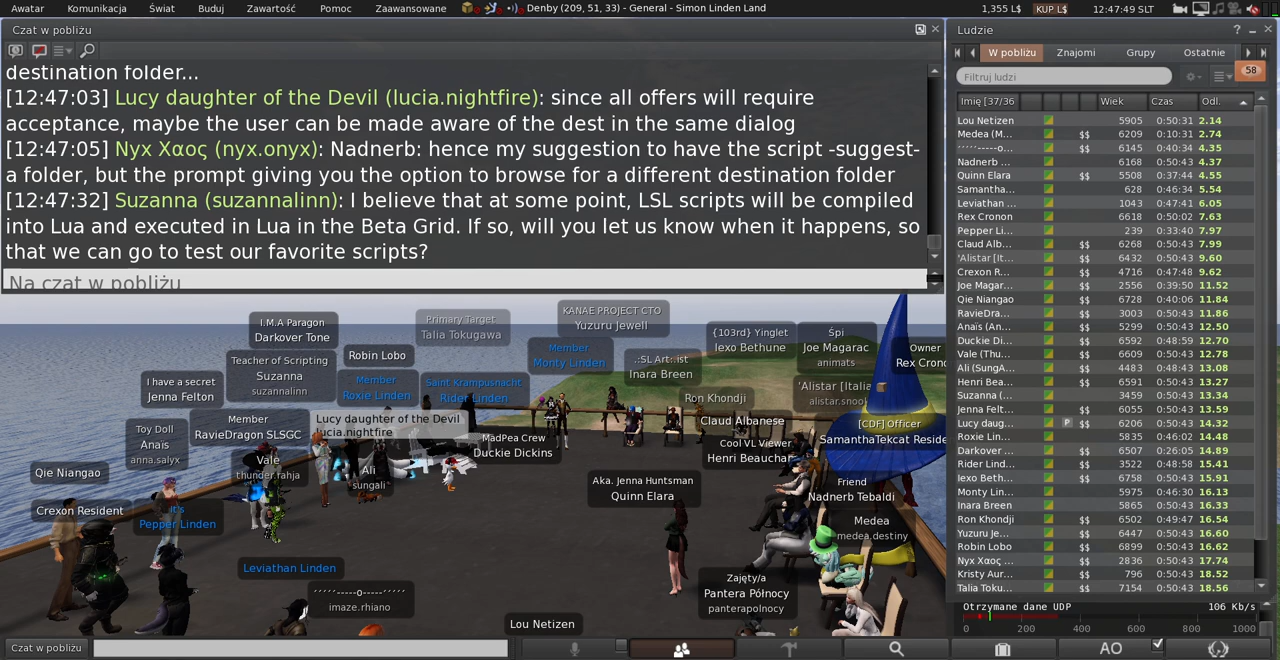 Awatar Komunikacja Świat Buduj Zawartość Pomoc Zaawansowane Denby (209, 51, 33) - General - Simon Linden Land 1,355 L$ KUP L$ 12:47:49 SLT
Czat w pobliżu
destination folder...
[12:47:03] Lucy daughter of the Devil (lucia.nightfire): since all offers will require
acceptance, maybe the user can be made aware of the dest in the same dialog
[12:47:05] Nyx Χαος (nyx.onyx): Nadnerb: hence my suggestion to have the script -suggest-
a folder, but the prompt giving you the option to browse for a different destination folder
[12:47:32] Suzanna (suzannalinn): I believe that at some point, LSL scripts will be compiled
into Lua and executed in Lua in the Beta Grid. If so, will you let us know when it happens, so
that we can go to test our favorite scripts?
Na czat w pobliżu
I.M.A Paragon
Darkover Tone
Primary Target
Talia Tokugawa
KANAE PROJECT CTO
Yuzuru Jewell
{103rd} Yinglet
Iexo Bethune
Śpi
Joe Magarac
animats
Owner
Rex Crono
Teacher of Scripting
Suzanna
suzannalinn
Robin Lobo
Member
Monty Linden
.:SL Art:.ist
Inara Breen
I have a secret
Jenna Felton
Member
Roxie Linden
Saint Krampusnacht
Rider Linden
Ron Khondji
'Alistar [Italia
alistar.snook
Member
RavieDragon SLSGC
Lucy daughter of the Devil
lucia.nightfire
Claud Albanese
[CDF] Officer
SamanthaTekcat Reside
Toy Doll
Anaïs
anna.salyx
MadPea Crew
Duckie Dickins
Cool VL Viewer
Henri Beauchar
Qie Niangao
Vale
thunder.rahja
Ali
sungali
Aka. Jenna Huntsman
Quinn Elara
Friend
Nadnerb Tebaldi
Crexon Resident
It's
Pepper Linden
Medea
medea.destiny
Leviathan Linden
՛՛՛՛՛-----o-----՛՛՛՛՛
imaze.rhiano
Zajęty/a
Pantera Północy
panterapolnocy
Lou Netizen
Czat w pobliżu
AO
Ludzie
W pobliżu Znajomi Grupy Ostatnie
58
Filtruj ludzi
Imię [37/36 Wiek Czas Odl.
Lou Netizen 5905 0:50:31 2.14
Medea (M... $$ 6209 0:10:31 2.74
՛՛՛՛՛-----o... $$ 6145 0:40:34 4.35
Nadnerb ... 6168 0:50:43 4.37
Quinn Elara $$ 5508 0:37:44 4.55
Samantha... 628 0:46:34 5.54
Leviathan ... 1043 0:47:41 6.05
Rex Cronon 6618 0:50:02 7.63
Pepper Li... 239 0:33:40 7.97
Claud Alb... $$ 6268 0:50:43 7.99
'Alistar [It... $$ 6432 0:50:43 9.60
Crexon R... $$ 4716 0:47:48 9.62
Joe Magar... $$ 2556 0:39:50 11.52
Qie Niangao $$ 6728 0:40:06 11.84
RavieDra... $$ 3003 0:50:43 11.86
Anaïs (An... $$ 5299 0:50:43 12.50
Duckie Di... $$ 6592 0:48:59 12.70
Vale (Thu... $$ 6609 0:50:43 12.78
Ali (SungA... $$ 4483 0:48:43 13.08
Henri Bea... $$ 6591 0:50:43 13.27
Suzanna (... $$ 3459 0:50:43 13.34
Jenna Felt... $$ 6055 0:50:43 13.59
Lucy daug... P $$ 6206 0:50:43 14.32
Roxie Lin... 5835 0:46:02 14.48
Darkover ... $$ 6507 0:26:05 14.89
Rider Lind... $$ 3522 0:48:58 15.41
Iexo Beth... $$ 6758 0:50:43 15.91
Monty Lin... 5975 0:46:30 16.13
Inara Breen 5865 0:50:43 16.33
Ron Khondji $$ 6502 0:49:47 16.54
Yuzuru Je... $$ 6447 0:50:43 16.60
Robin Lobo $$ 6899 0:50:43 16.62
Nyx Χαος ... $$ 2836 0:50:43 17.74
Kristy Aur... $$ 796 0:50:43 18.52
Talia Toku... $$ 7154 0:50:43 18.56
Otrzymane dane UDP 106 Kb/s
0 200 400 600 800 1000